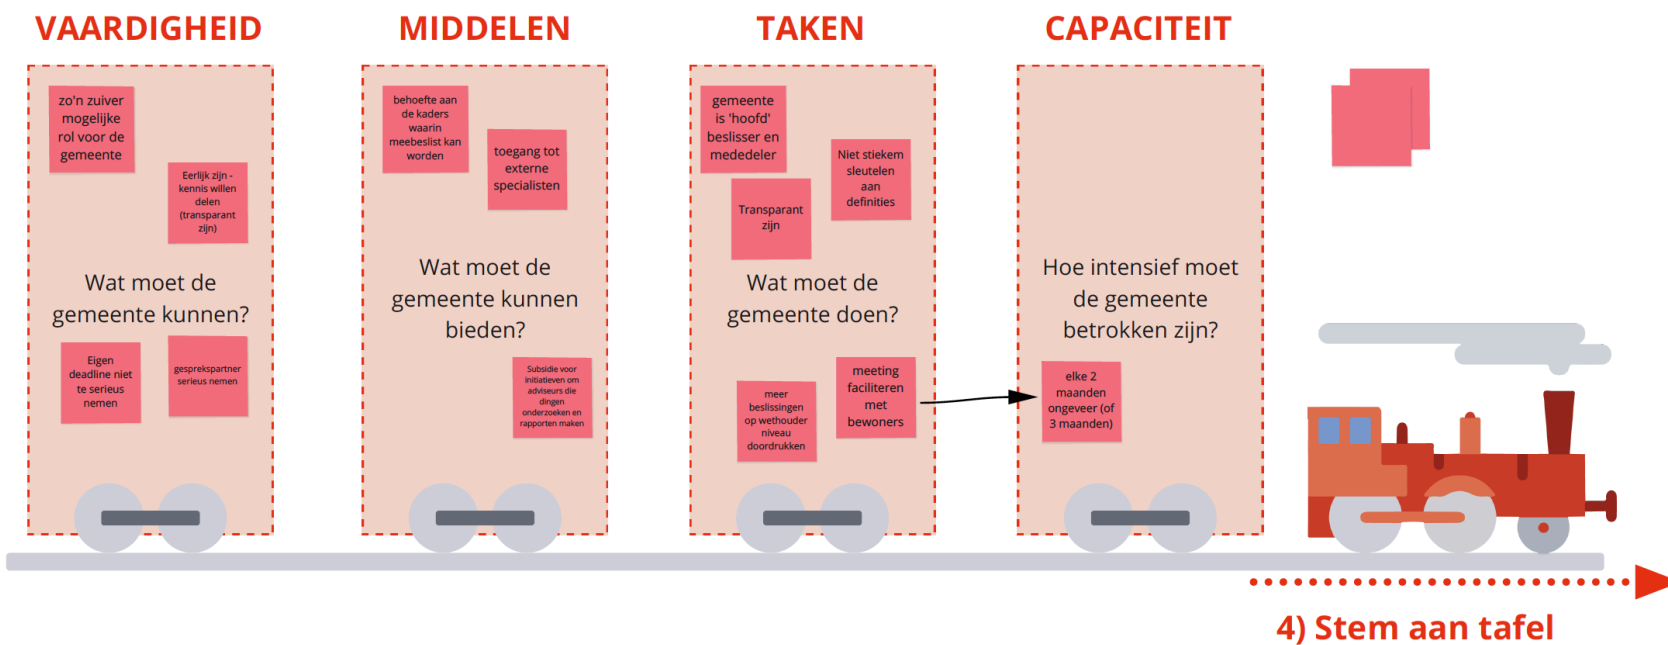 VAARDIGHEID
zo'n zuiver
mogelijke
rol voor de
gemeente
Eerlijk zijn -
kennis willen
delen
(transparant
zijn)
Wat moet de
gemeente kunnen?
Eigen
deadline niet
te serieus
nemen
gesprekspartner
serieus nemen
MIDDELEN
behoefte aan
de kaders
waarin
meebeslist kan
worden
toegang tot
externe
specialisten
Wat moet de
gemeente kunnen
bieden?
Subsidie voor
initiatieven om
adviseurs die
dingen
onderzoeken en
rapporten maken
TAKEN
gemeente
is 'hoofd'
beslisser en
mededeler
Niet stiekem
sleutelen
aan
definities
Transparant
zijn
Wat moet de
gemeente doen?
meer
beslissingen
op wethouder
niveau
doordrukken
meeting
faciliteren
met
bewoners
CAPACITEIT
Hoe intensief moet
de gemeente
betrokken zijn?
elke 2
maanden
ongeveer (of
3 maanden)
4) Stem aan tafel